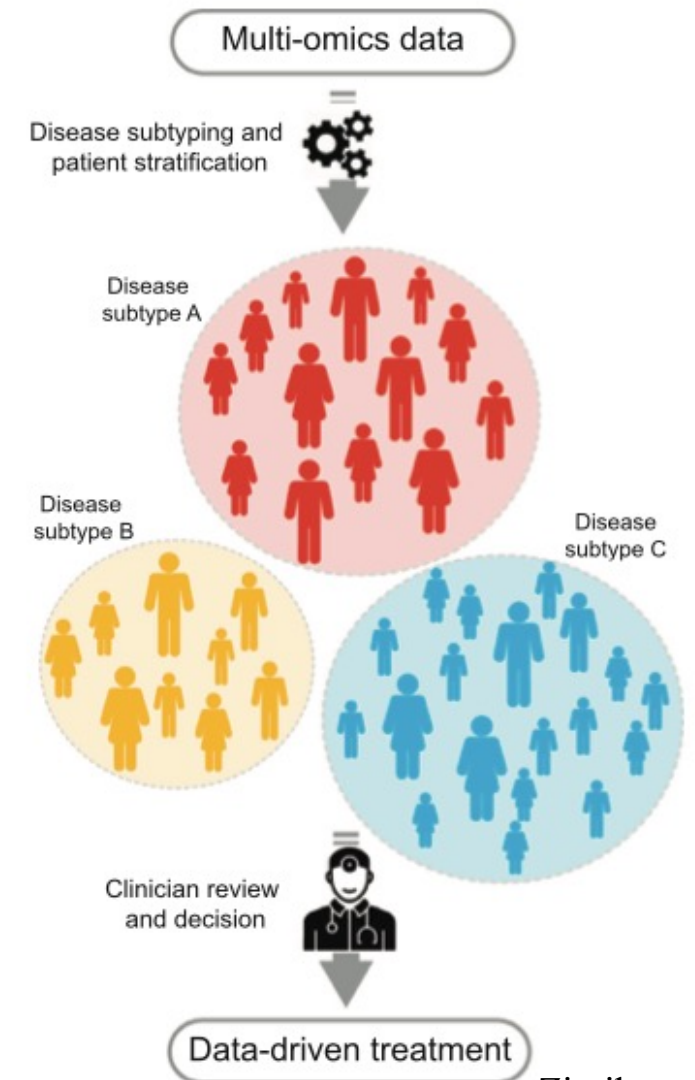 Multi-omics data
Disease subtyping and
patient stratification
Disease
subtype A
Disease
subtype B
Disease
subtype C
Clinician review
and decision
Data-driven treatment